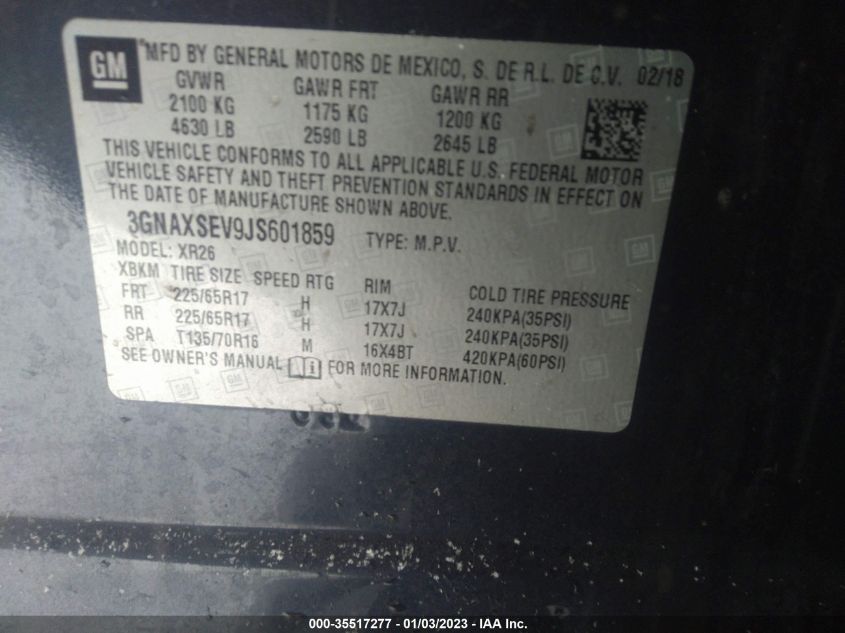 GM
MFD BY GENERAL MOTORS DE MEXICO, S. DE R.L. DE C.V. 02/18
GVWR GAWR FRT GAWR RR
2100 KG 1175 KG 1200 KG
4630 LB 2590 LB 2645 LB
THIS VEHICLE CONFORMS TO ALL APPLICABLE U.S. FEDERAL MOTOR
VEHICLE SAFETY AND THEFT PREVENTION STANDARDS IN EFFECT ON
THE DATE OF MANUFACTURE SHOWN ABOVE.
3GNAXSEV9JS601859 TYPE: M.P.V.
MODEL: XR26
XBKM TIRE SIZE SPEED RTG RIM COLD TIRE PRESSURE
FRT 225/65R17 H 17X7J 240KPA(35PSI)
RR 225/65R17 H 17X7J 240KPA(35PSI)
SPA T135/70R16 M 16X4BT 420KPA(60PSI)
SEE OWNER'S MANUAL i FOR MORE INFORMATION.
000-35517277 - 01/03/2023 - IAA Inc.